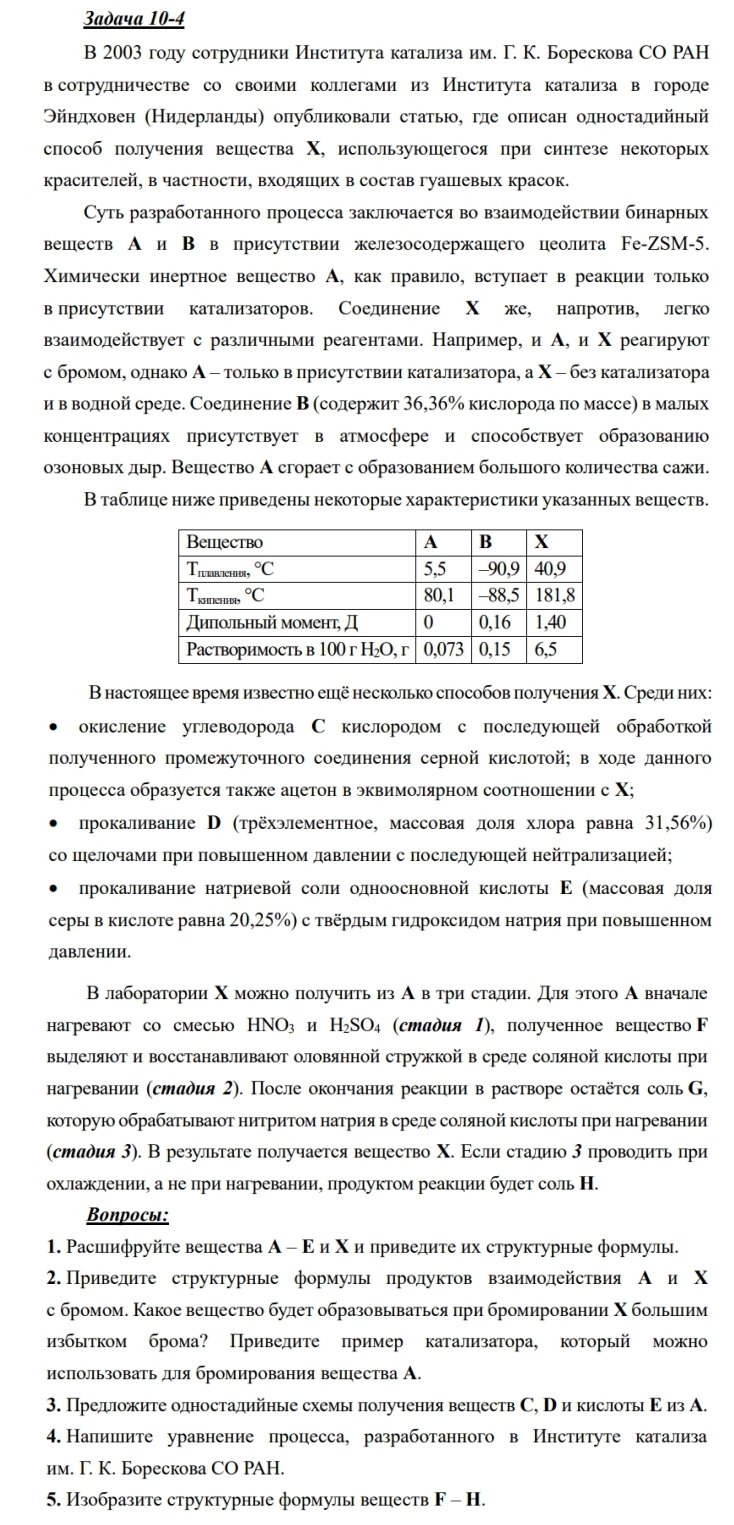 Задача 10-4
В 2003 году сотрудники Института катализа им. Г. К. Борескова СО РАН
в сотрудничестве со своими коллегами из Института катализа в городе
Эйндховен (Нидерланды) опубликовали статью, где описан одностадийный
способ получения вещества X, использующегося при синтезе некоторых
красителей, в частности, входящих в состав гуашевых красок.
Суть разработанного процесса заключается во взаимодействии бинарных
веществ A и B в присутствии железосодержащего цеолита Fe-ZSM-5.
Химически инертное вещество A, как правило, вступает в реакции только
в присутствии катализаторов. Соединение X же, напротив, легко
взаимодействует с различными реагентами. Например, и A, и X реагируют
с бромом, однако A – только в присутствии катализатора, а X – без катализатора
и в водной среде. Соединение B (содержит 36,36% кислорода по массе) в малых
концентрациях присутствует в атмосфере и способствует образованию
озоновых дыр. Вещество A сгорает с образованием большого количества сажи.
В таблице ниже приведены некоторые характеристики указанных веществ.
Вещество A B X
Tплавления, °C 5,5 –90,9 40,9
Tкипения, °C 80,1 –88,5 181,8
Дипольный момент, Д 0 0,16 1,40
Растворимость в 100 г H₂O, г 0,073 0,15 6,5
В настоящее время известно ещё несколько способов получения X. Среди них:
• окисление углеводорода C кислородом с последующей обработкой
полученного промежуточного соединения серной кислотой; в ходе данного
процесса образуется также ацетон в эквимолярном соотношении с X;
• прокаливание D (трёхэлементное, массовая доля хлора равна 31,56%)
со щелочами при повышенном давлении с последующей нейтрализацией;
• прокаливание натриевой соли одноосновной кислоты E (массовая доля
серы в кислоте равна 20,25%) с твёрдым гидроксидом натрия при повышенном
давлении.
В лаборатории X можно получить из A в три стадии. Для этого A вначале
нагревают со смесью HNO₃ и H₂SO₄ (стадия 1), полученное вещество F
выделяют и восстанавливают оловянной стружкой в среде соляной кислоты при
нагревании (стадия 2). После окончания реакции в растворе остаётся соль G,
которую обрабатывают нитритом натрия в среде соляной кислоты при нагревании
(стадия 3). В результате получается вещество X. Если стадию 3 проводить при
охлаждении, а не при нагревании, продуктом реакции будет соль H.
Вопросы:
1. Расшифруйте вещества A – E и X и приведите их структурные формулы.
2. Приведите структурные формулы продуктов взаимодействия A и X
с бромом. Какое вещество будет образовываться при бромировании X большим
избытком брома? Приведите пример катализатора, который можно
использовать для бромирования вещества A.
3. Предложите одностадийные схемы получения веществ C, D и кислоты E из A.
4. Напишите уравнение процесса, разработанного в Институте катализа
им. Г. К. Борескова СО РАН.
5. Изобразите структурные формулы веществ F – H.